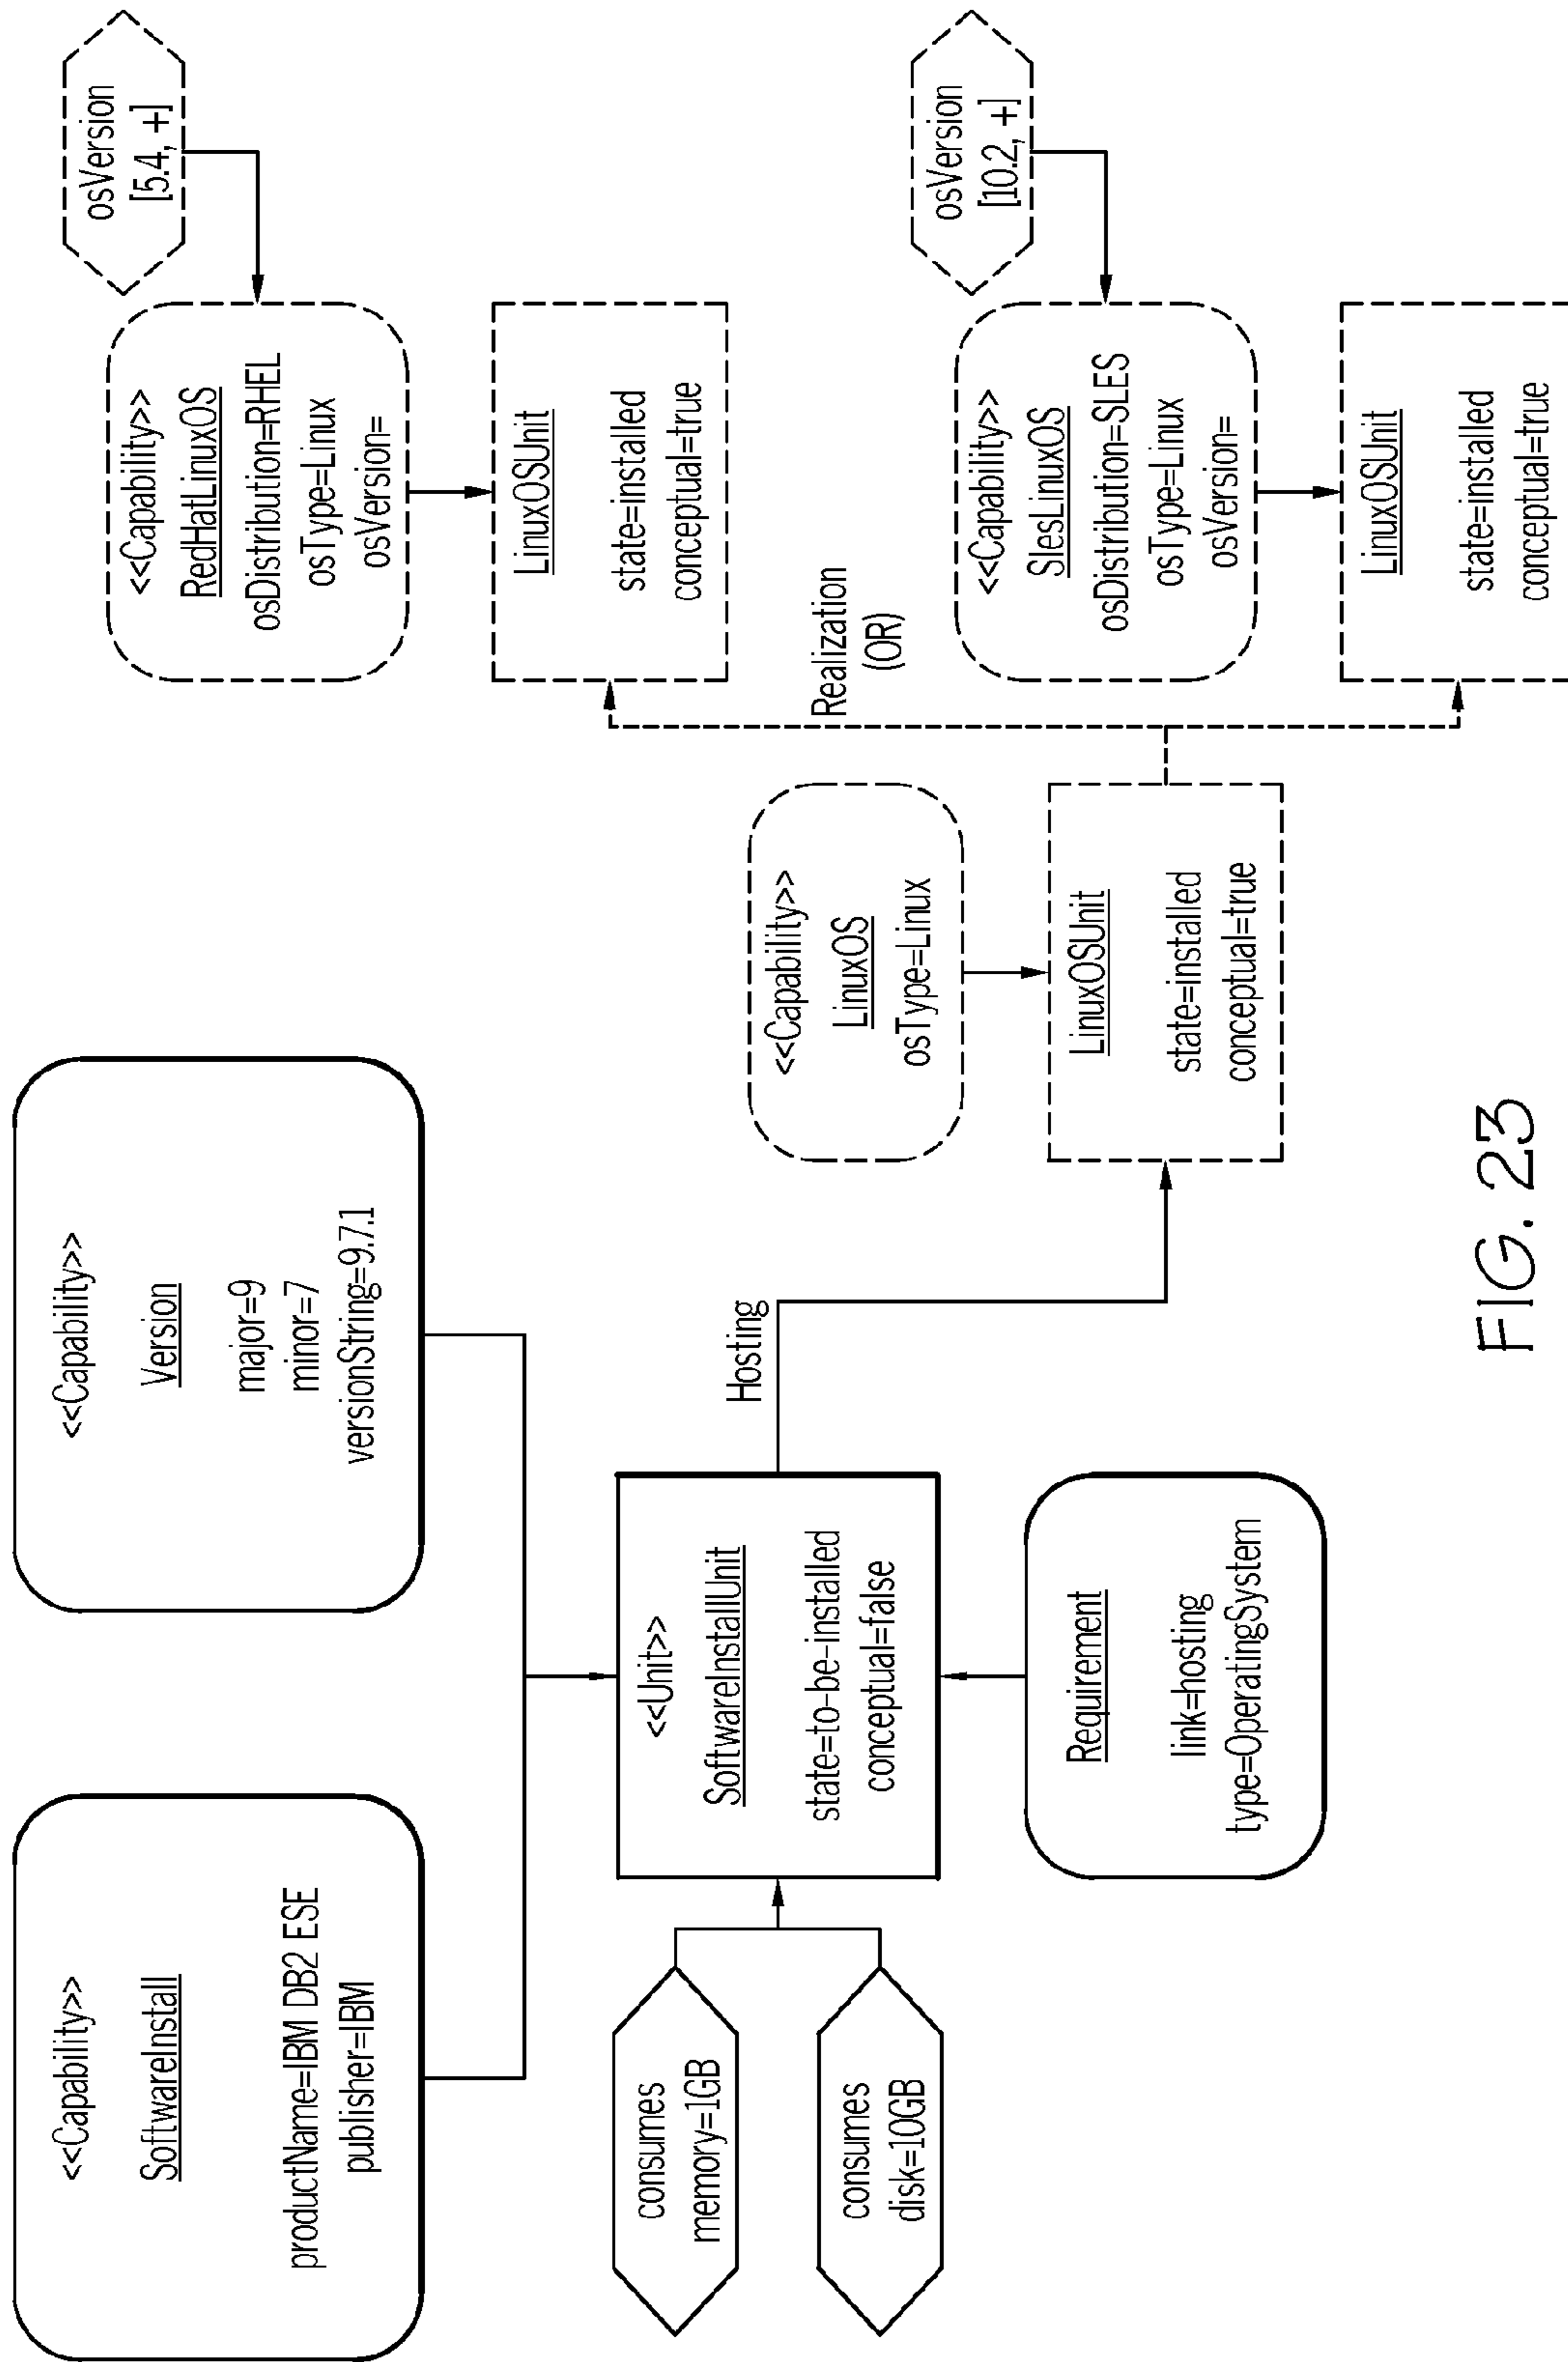 <<Capability>>
SoftwareInstall
productName=IBM DB2 ESE
publisher=IBM
<<Capability>>
Version
major=9
minor=7
versionString=9.7.1
consumes
memory=1GB
consumes
disk=10GB
<<Unit>>
SoftwareInstallUnit
state=to-be-installed
conceptual=false
Requirement
link=hosting
type=OperatingSystem
Hosting
<<Capability>>
LinuxOS
osType=Linux
LinuxOSUnit
state=installed
conceptual=true
Realization
(OR)
osVersion
[5.4, +]
<<Capability>>
RedHatLinuxOS
osDistribution=RHEL
osType=Linux
osVersion=
LinuxOSUnit
state=installed
conceptual=true
osVersion
[10.2, +]
<<Capability>>
SlesLinuxOS
osDistribution=SLES
osType=Linux
osVersion=
LinuxOSUnit
state=installed
conceptual=true
FIG. 23